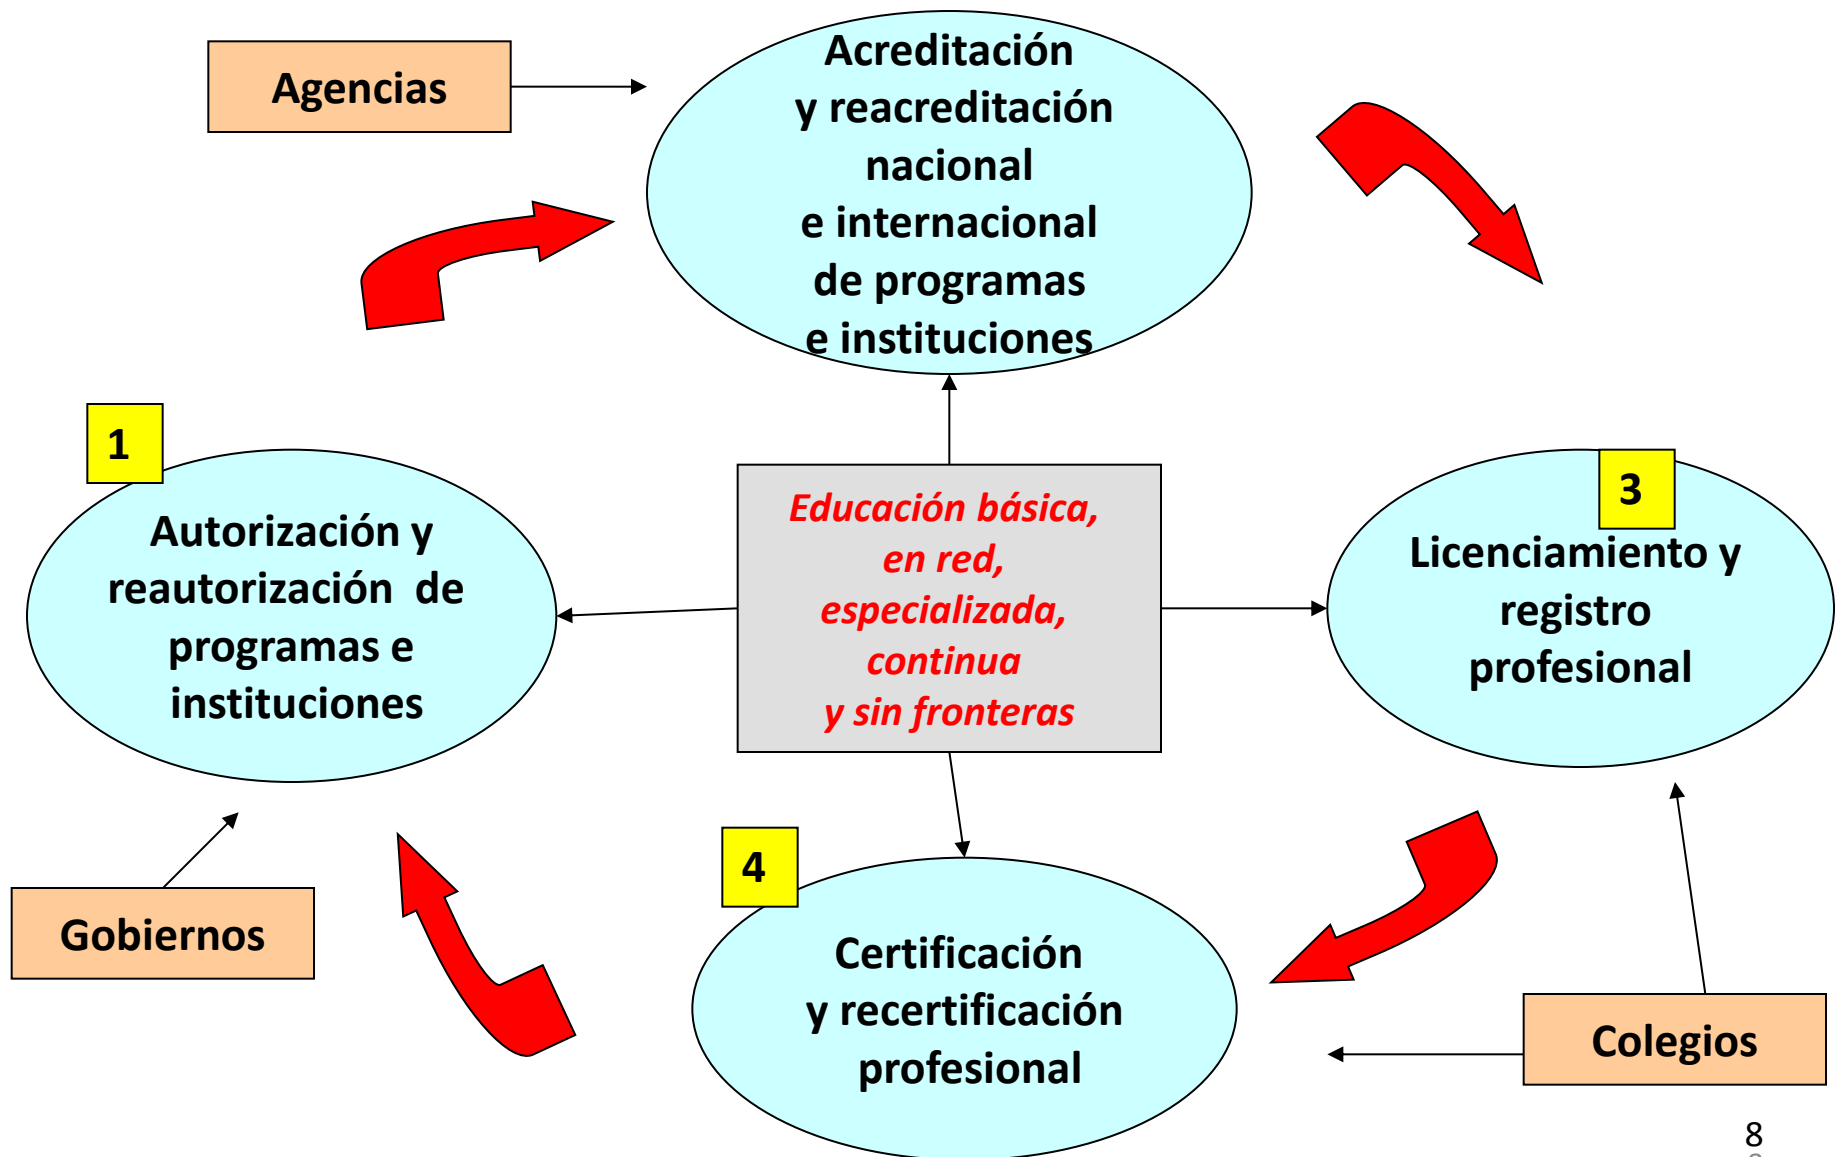 Agencias
Acreditación
y reacreditación
nacional
e internacional
de programas
e instituciones
1
Autorización y
reautorización de
programas e
instituciones
Educación básica,
en red,
especializada,
continua
y sin fronteras
3
Licenciamiento y
registro
profesional
Gobiernos
4
Certificación
y recertificación
profesional
Colegios
8